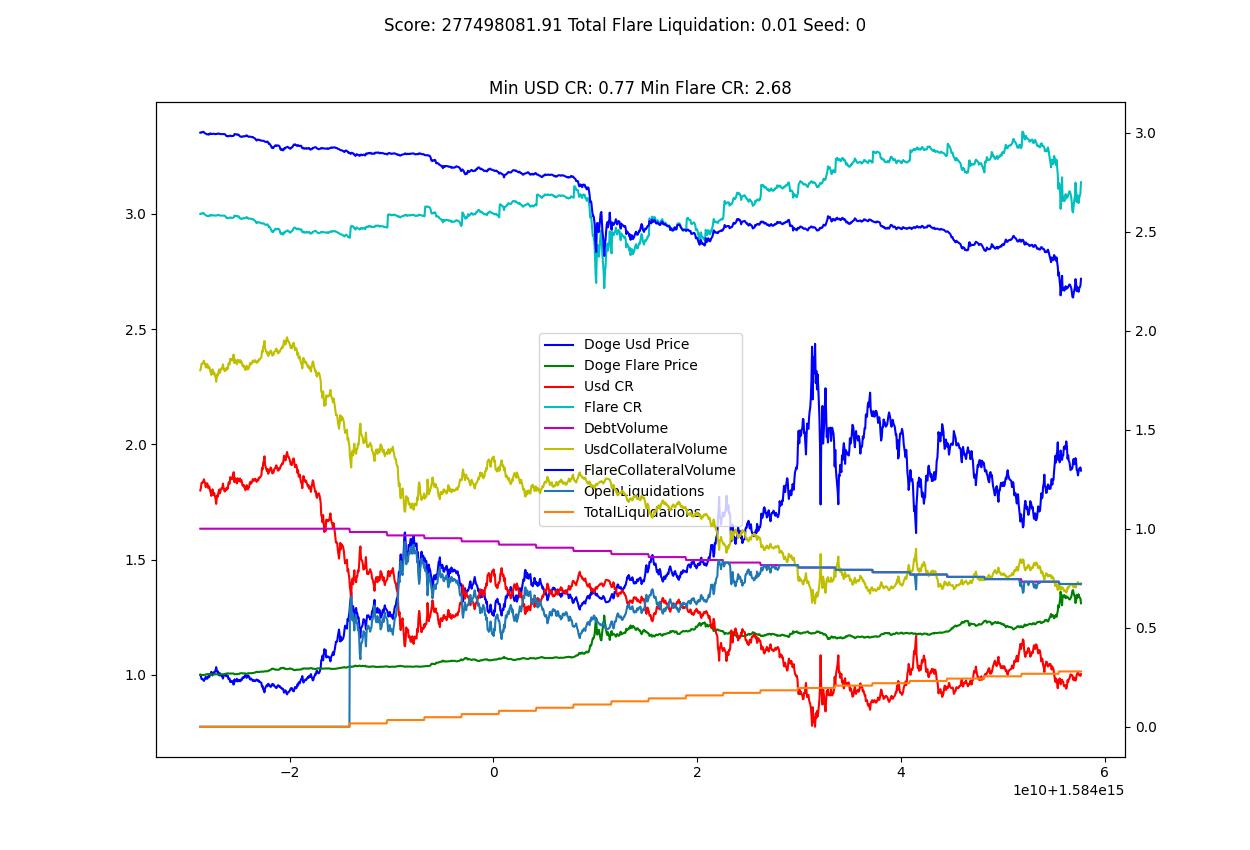 Score: 277498081.91 Total Flare Liquidation: 0.01 Seed: 0
Min USD CR: 0.77 Min Flare CR: 2.68
3.0
2.5
2.0
1.5
1.0
3.0
2.5
2.0
1.5
1.0
0.5
0.0
Doge Usd Price
Doge Flare Price
Usd CR
Flare CR
DebtVolume
UsdCollateralVolume
FlareCollateralVolume
OpenLiquidations
TotalLiquidations
−2 0 2 4 6
1e10+1.584e15